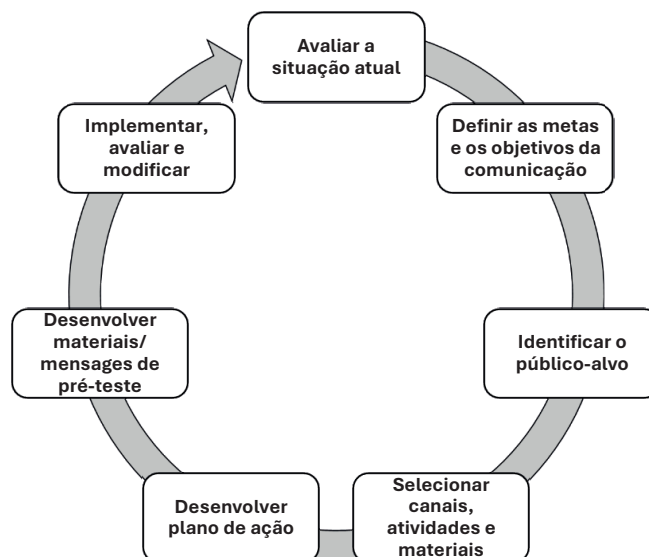 Avaliar a
situação atual
Definir as metas
e os objetivos da
comunicação
Identificar o
público-alvo
Selecionar
canais,
atividades e
materiais
Desenvolver
plano de ação
Desenvolver
materiais/
mensages de
pré-teste
Implementar,
avaliar e
modificar